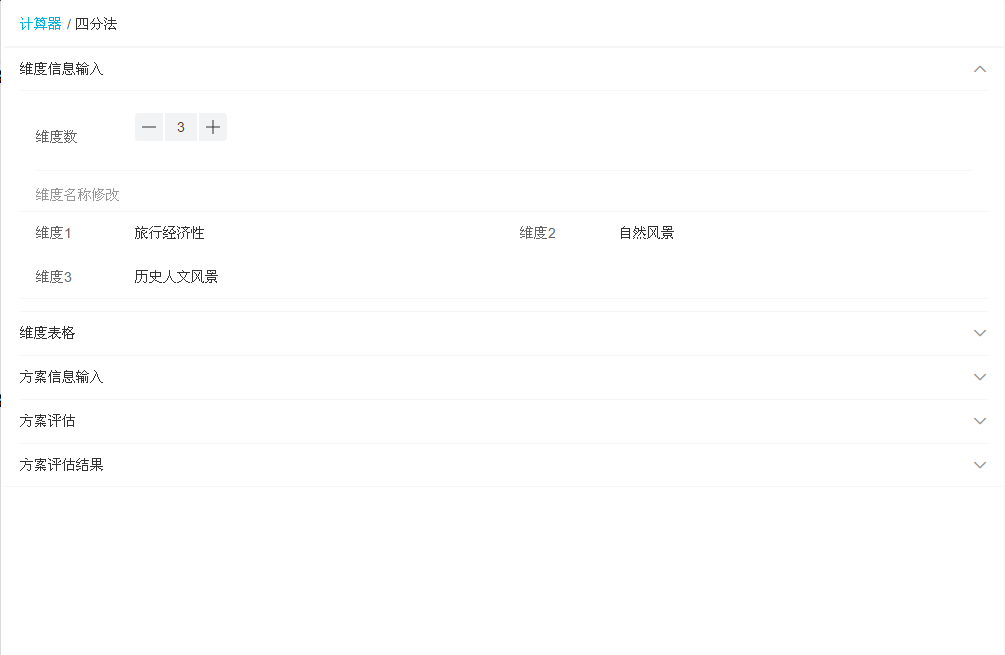 计算器 / 四分法
维度信息输入
维度数 3
维度名称修改
维度1 旅行经济性 维度2 自然风景
维度3 历史人文风景
维度表格
方案信息输入
方案评估
方案评估结果